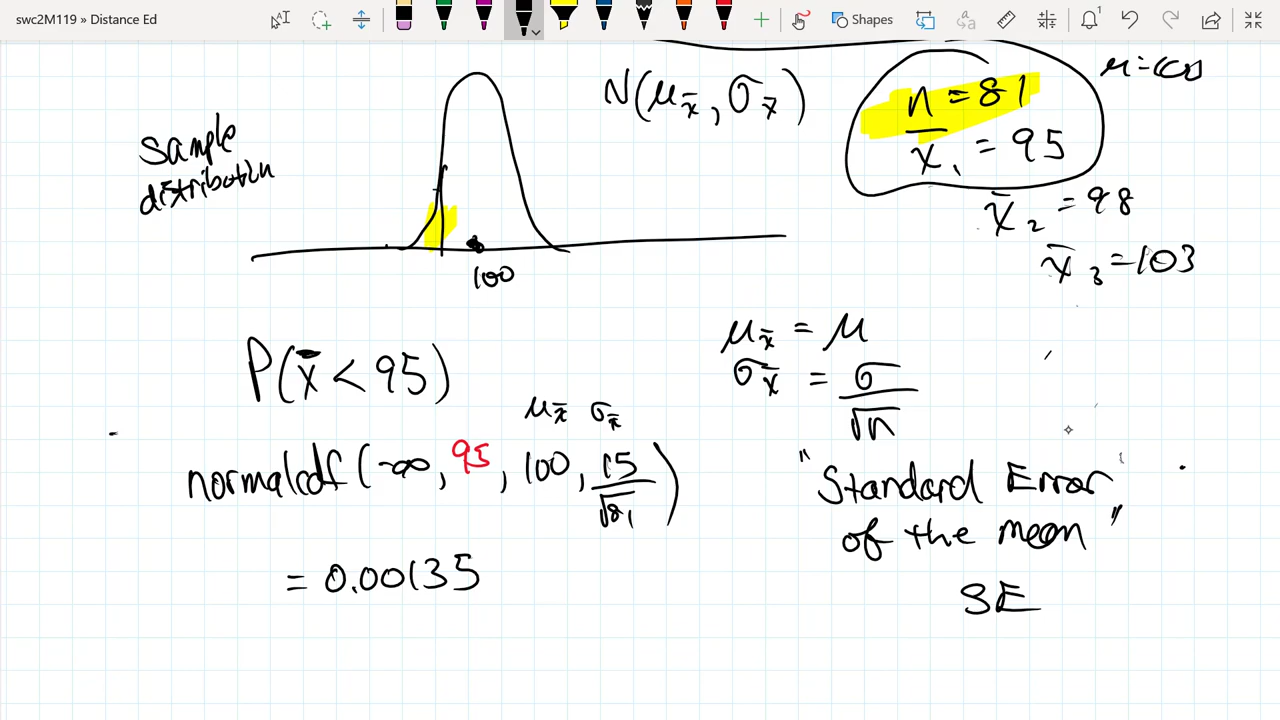 swc2M119 » Distance Ed
Shapes
1
Sample
distribution
N(μx̄, σx̄)
n = 81
x̄₁ = 95
μ=100
x̄₂ = 98
x̄₃ = 103
100
P(x̄ < 95)
μx̄ = μ
σx̄ = σ/√n
μx̄ σx̄
normalcdf(-∞, 95, 100, 15/√81)
= 0.00135
"Standard Error
of the mean"
SE